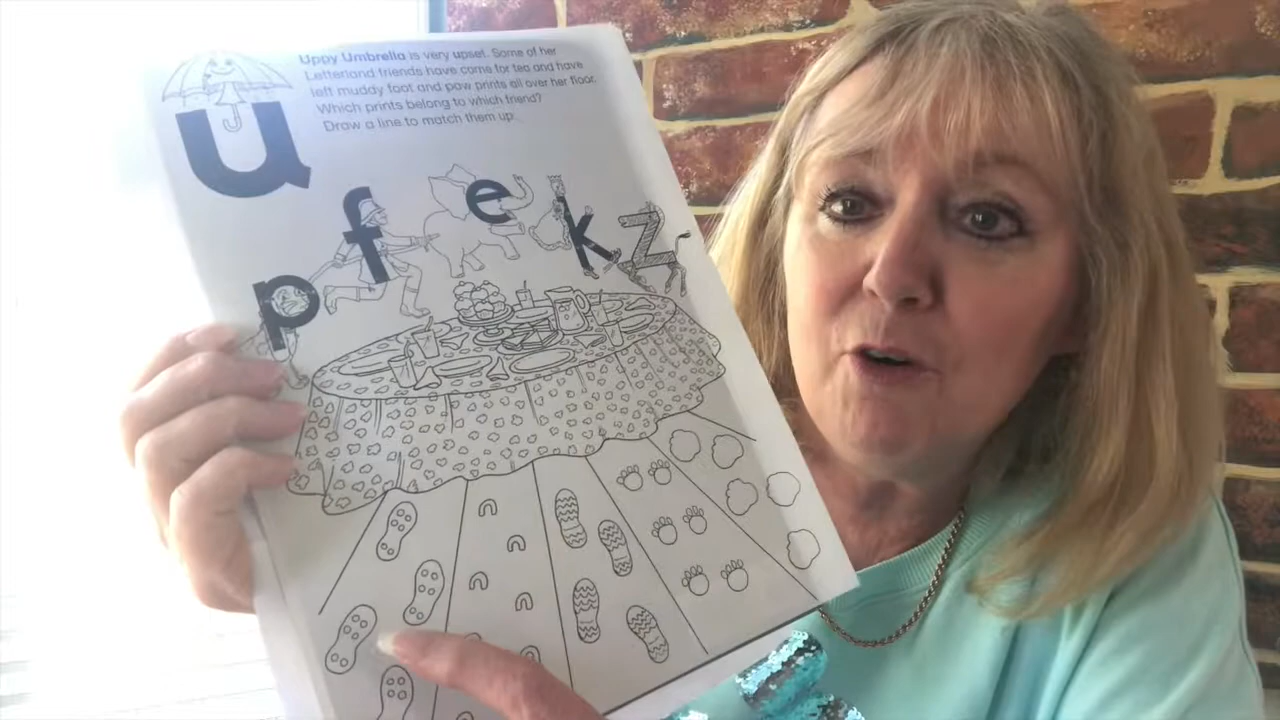 Uppy Umbrella is very upset. Some of her
Letterland friends have come for tea and have
left muddy foot and paw prints all over her floor.
Which prints belong to which friend?
Draw a line to match them up.
u
p f e k z